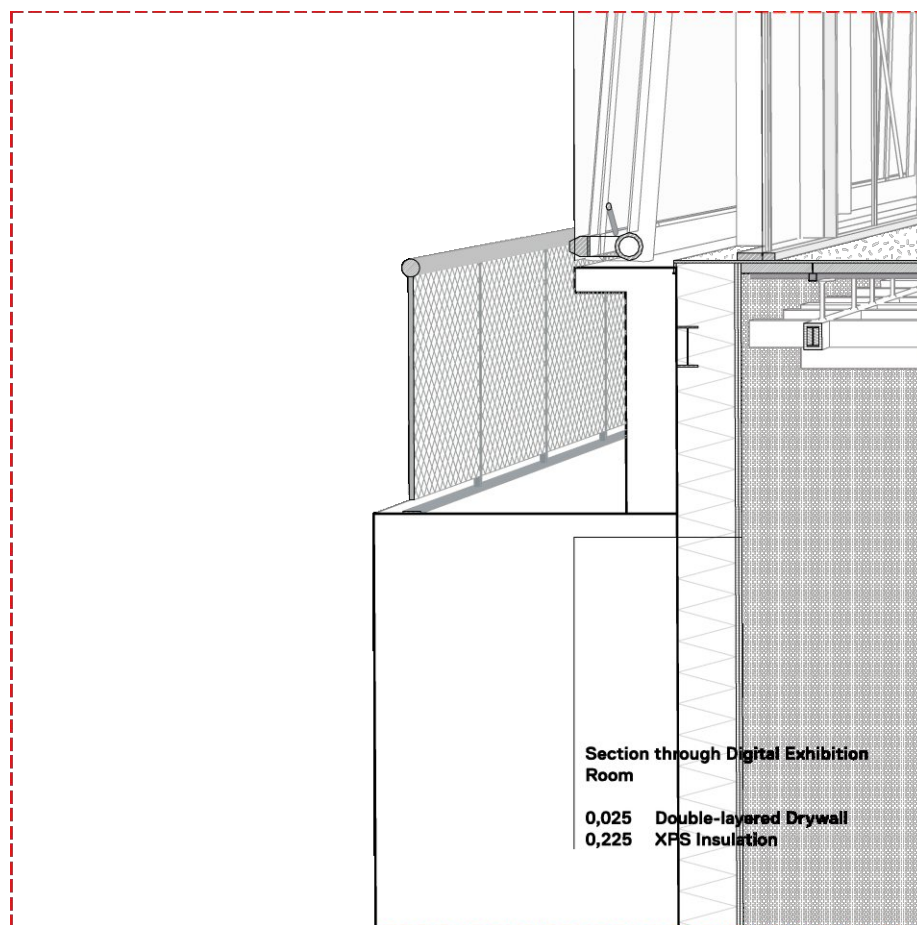 Section through Digital Exhibition
Room
0,025 Double-layered Drywall
0,225 XPS Insulation